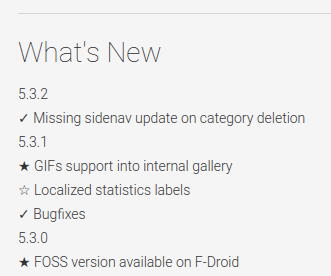 What's New
5.3.2
✓ Missing sidenav update on category deletion
5.3.1
★ GIFs support into internal gallery
☆ Localized statistics labels
✓ Bugfixes
5.3.0
★ FOSS version available on F-Droid